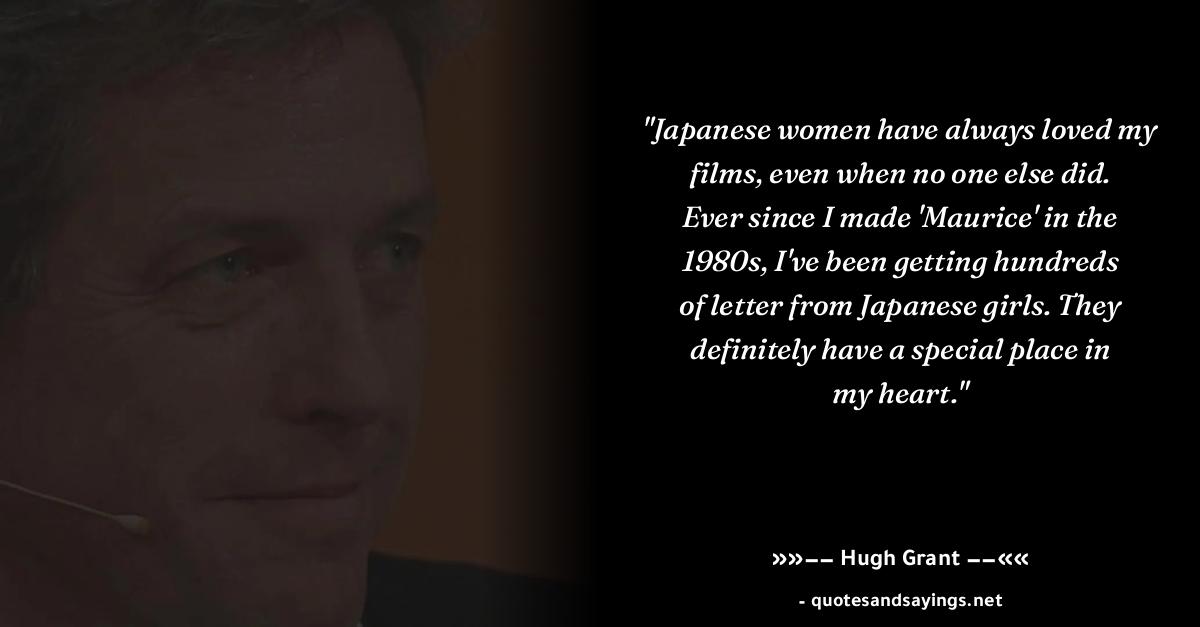 "Japanese women have always loved my
films, even when no one else did.
Ever since I made 'Maurice' in the
1980s, I've been getting hundreds
of letter from Japanese girls. They
definitely have a special place in
my heart."
»»−− Hugh Grant −−««
- quotesandsayings.net